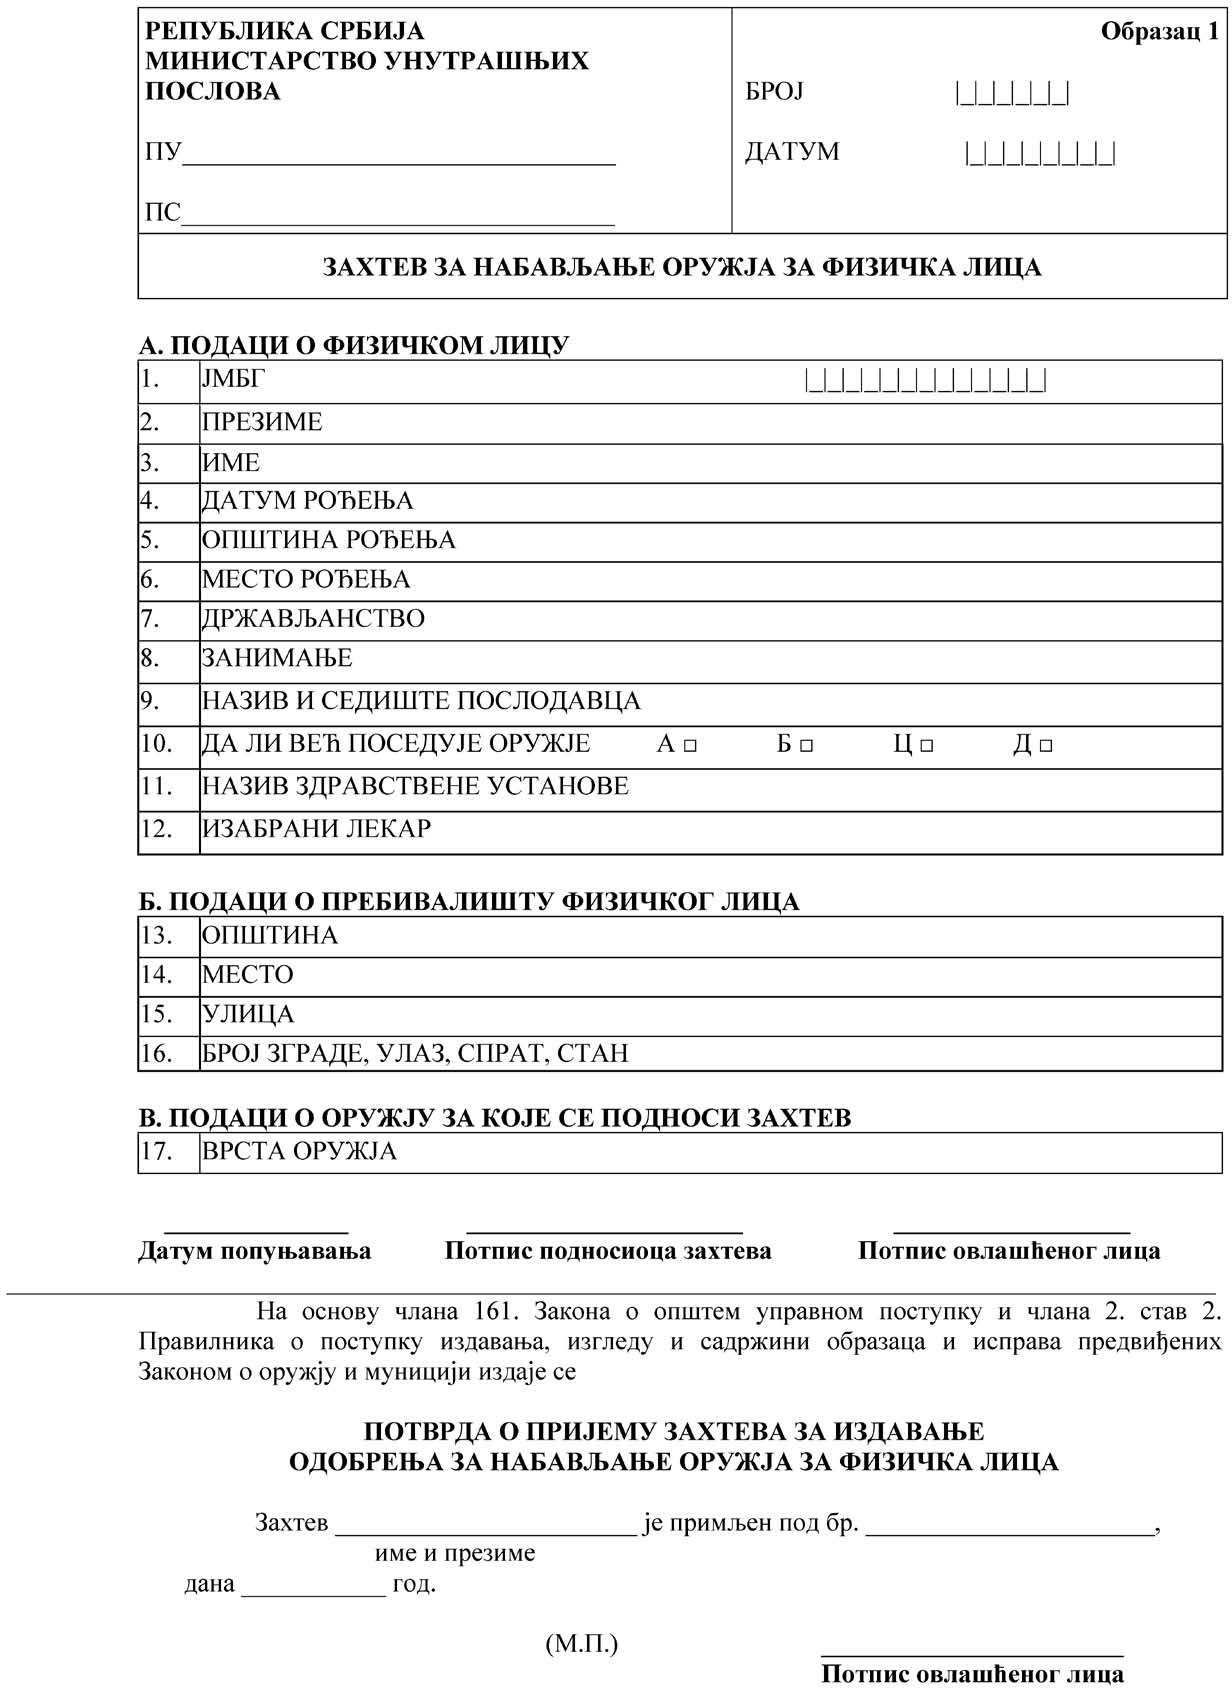 РЕПУБЛИКА СРБИЈА
МИНИСТАРСТВО УНУТРАШЊИХ
ПОСЛОВА
ПУ_______________________________
ПС_______________________________
Образац 1
БРОЈ |_|_|_|_|_|_|
ДАТУМ |_|_|_|_|_|_|_|_|
ЗАХТЕВ ЗА НАБАВЉАЊЕ ОРУЖЈА ЗА ФИЗИЧКА ЛИЦА
А. ПОДАЦИ О ФИЗИЧКОМ ЛИЦУ
1. ЈМБГ |_|_|_|_|_|_|_|_|_|_|_|_|_|
2. ПРЕЗИМЕ
3. ИМЕ
4. ДАТУМ РОЂЕЊА
5. ОПШТИНА РОЂЕЊА
6. МЕСТО РОЂЕЊА
7. ДРЖАВЉАНСТВО
8. ЗАНИМАЊЕ
9. НАЗИВ И СЕДИШТЕ ПОСЛОДАВЦА
10. ДА ЛИ ВЕЋ ПОСЕДУЈЕ ОРУЖЈЕ А □ Б □ Ц □ Д □
11. НАЗИВ ЗДРАВСТВЕНЕ УСТАНОВЕ
12. ИЗАБРАНИ ЛЕКАР
Б. ПОДАЦИ О ПРЕБИВАЛИШТУ ФИЗИЧКОГ ЛИЦА
13. ОПШТИНА
14. МЕСТО
15. УЛИЦА
16. БРОЈ ЗГРАДЕ, УЛАЗ, СПРАТ, СТАН
В. ПОДАЦИ О ОРУЖЈУ ЗА КОЈЕ СЕ ПОДНОСИ ЗАХТЕВ
17. ВРСТА ОРУЖЈА
Датум попуњавања Потпис подносиоца захтева Потпис овлашћеног лица
На основу члана 161. Закона о општем управном поступку и члана 2. став 2.
Правилника о поступку издавања, изгледу и садржини образаца и исправа предвиђених
Законом о оружју и муницији издаје се
ПОТВРДА О ПРИЈЕМУ ЗАХТЕВА ЗА ИЗДАВАЊЕ
ОДОБРЕЊА ЗА НАБАВЉАЊЕ ОРУЖЈА ЗА ФИЗИЧКА ЛИЦА
Захтев _______________________ је примљен под бр. ______________________,
име и презиме
дана ___________ год.
(М.П.)
Потпис овлашћеног лица